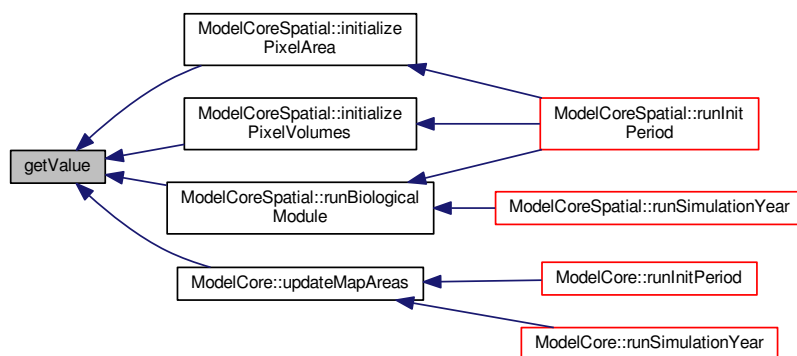 ModelCoreSpatial::initialize
PixelArea
ModelCoreSpatial::initialize
PixelVolumes
ModelCoreSpatial::runInit
Period
getValue
ModelCoreSpatial::runBiological
Module
ModelCoreSpatial::runSimulationYear
ModelCore::updateMapAreas
ModelCore::runInitPeriod
ModelCore::runSimulationYear